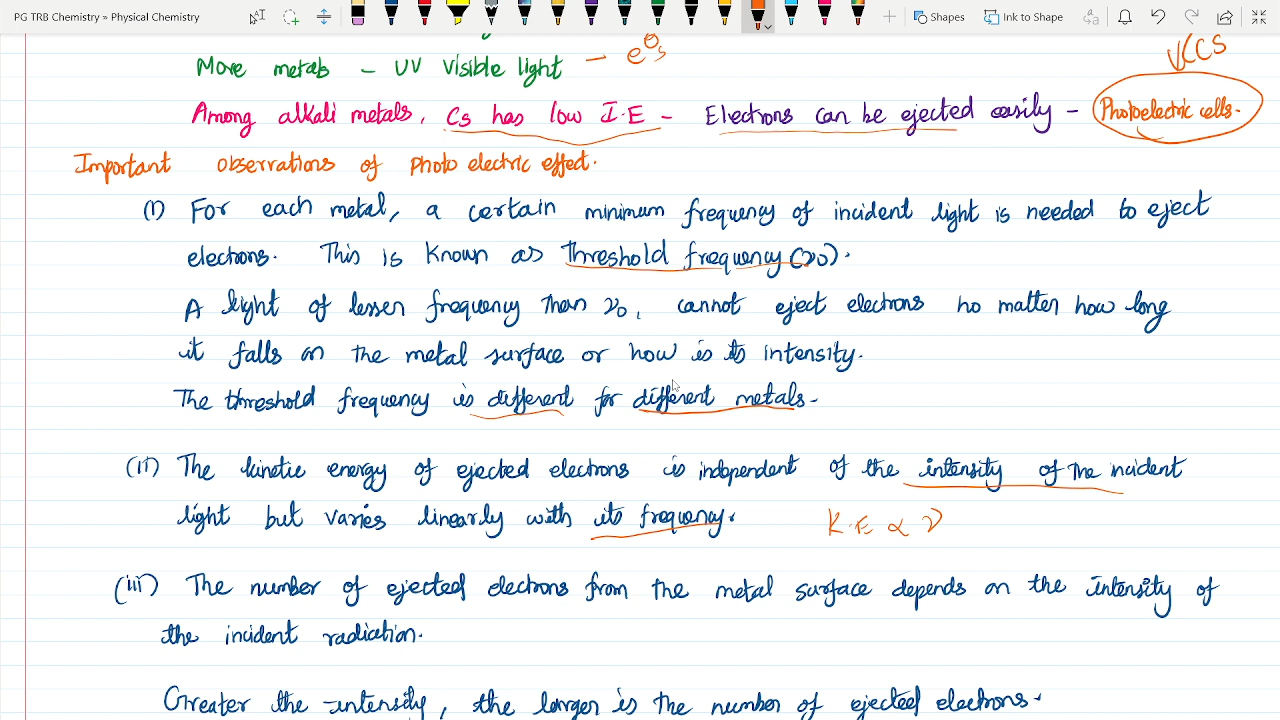 PG TRB Chemistry » Physical Chemistry
Shapes
Ink to Shape
More metals - UV visible light - e⊖s
↓ CS
Among alkali metals, Cs has low I.E - Electrons can be ejected easily - Photoelectric cells.
Important observations of Photo electric effect.
(i) For each metal, a certain minimum frequency of incident light is needed to eject
electrons. This is known as threshold frequency (ν0).
A light of lesser frequency than ν0, cannot eject electrons no matter how long
it falls on the metal surface or how is its intensity.
The threshold frequency is different for different metals.
(ii) The kinetic energy of ejected electrons is independent of the intensity of the incident
light but varies linearly with its frequency. K.E ∝ ν
(iii) The number of ejected electrons from the metal surface depends on the intensity of
the incident radiation.
Greater the intensity, the larger is the number of ejected electrons.